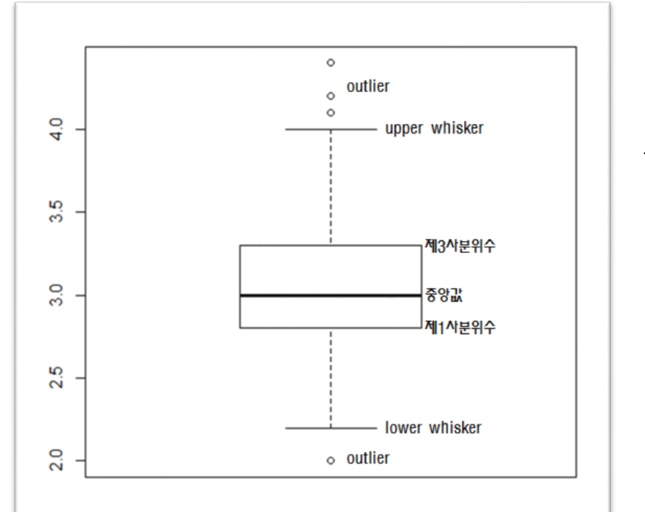 outlier
4.0
upper whisker
3.5
제3사분위수
3.0
중앙값
제1사분위수
2.5
lower whisker
2.0
outlier